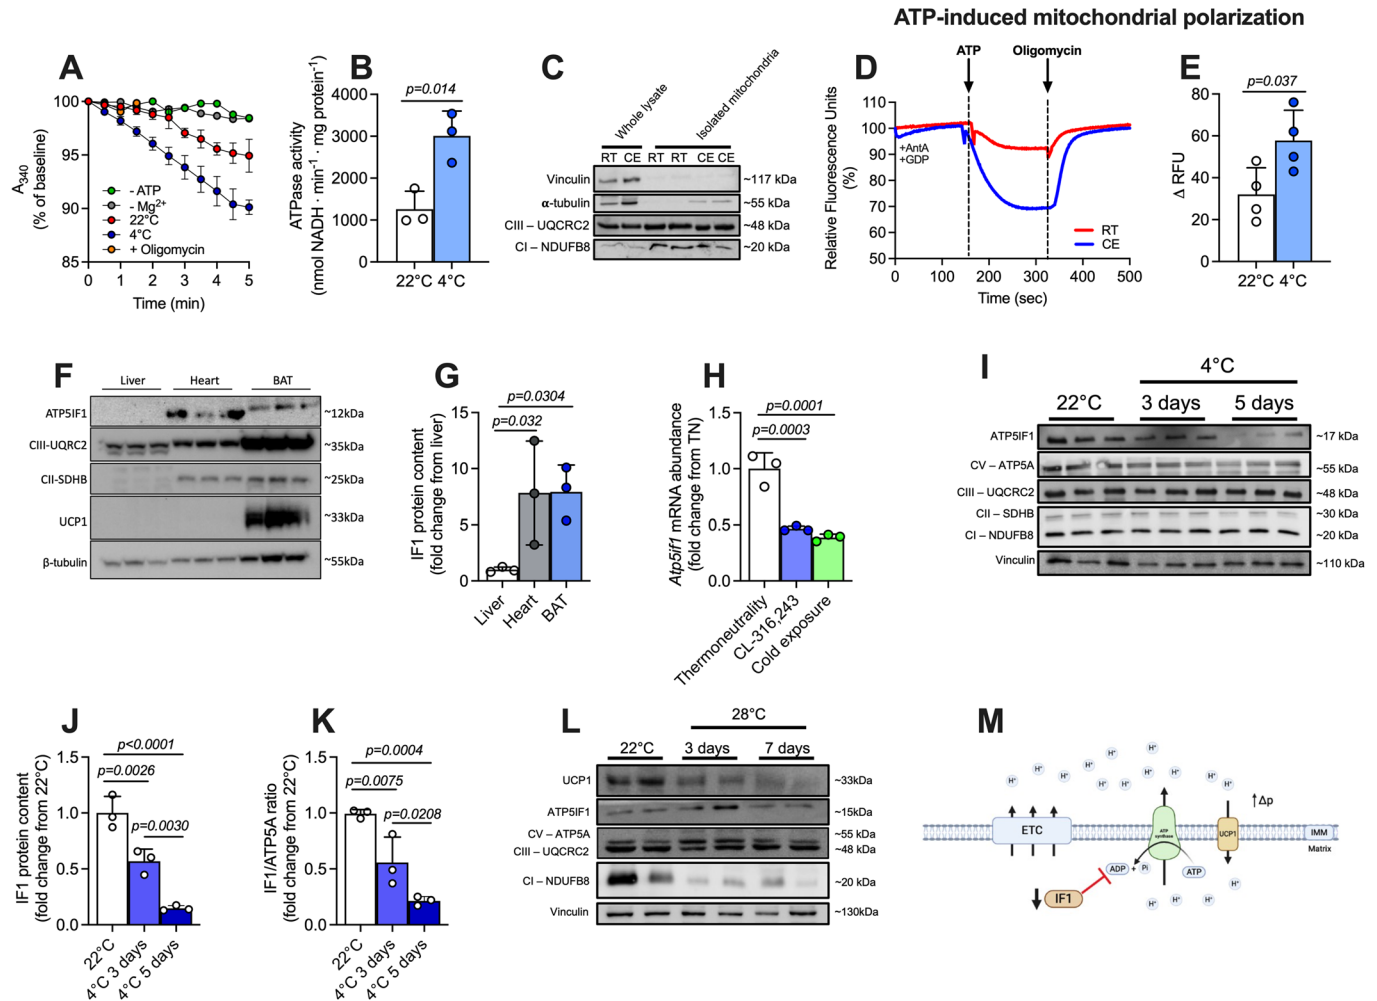 ATP-induced mitochondrial polarization
A
A340
(% of baseline)
100
95
90
85
- ATP
- Mg2+
22°C
4°C
+ Oligomycin
0 1 2 3 4 5
Time (min)
B
ATPase activity
(nmol NADH · min-1 · mg protein-1)
p=0.014
4000
3000
2000
1000
0
22°C 4°C
C
Whole lysate
Isolated mitochondria
RT CE RT RT CE CE
Vinculin ~117 kDa
α-tubulin ~55 kDa
CIII – UQCRC2 ~48 kDa
CI – NDUFB8 ~20 kDa
D
ATP
Oligomycin
Relative Fluorescence Units
(%)
110
100
90
80
70
60
50
+AntA
+GDP
RT
CE
0 100 200 300 400 500
Time (sec)
E
p=0.037
Δ RFU
80
60
40
20
0
22°C 4°C
F
Liver Heart BAT
ATP5IF1 ~12kDa
CIII-UQRC2 ~35kDa
CII-SDHB ~25kDa
UCP1 ~33kDa
β-tubulin ~55kDa
G
IF1 protein content
(fold change from liver)
p=0.0304
p=0.032
15
10
5
0
Liver
Heart
BAT
H
Atp5if1 mRNA abundance
(fold change from TN)
p=0.0001
p=0.0003
1.5
1.0
0.5
0.0
Thermoneutrality
CL-316,243
Cold exposure
I
4°C
22°C 3 days 5 days
ATP5IF1 ~17 kDa
CV – ATP5A ~55 kDa
CIII – UQCRC2 ~48 kDa
CII – SDHB ~30 kDa
CI – NDUFB8 ~20 kDa
Vinculin ~110 kDa
J
IF1 protein content
(fold change from 22°C)
p<0.0001
p=0.0026
p=0.0030
1.5
1.0
0.5
0.0
22°C
4°C 3 days
4°C 5 days
K
IF1/ATP5A ratio
(fold change from 22°C)
p=0.0004
p=0.0075
p=0.0208
1.5
1.0
0.5
0.0
22°C
4°C 3 days
4°C 5 days
L
28°C
22°C 3 days 7 days
UCP1 ~33kDa
ATP5IF1 ~15kDa
CV – ATP5A ~55 kDa
CIII – UQCRC2 ~48 kDa
CI – NDUFB8 ~20 kDa
Vinculin ~130kDa
M
H+ H+ H+ H+ H+ H+ H+ H+ H+ H+
↑Δp
ETC
ATP synthase
UCP1
IMM
Matrix
ADP + Pi
ATP
IF1
H+ H+ H+ H+